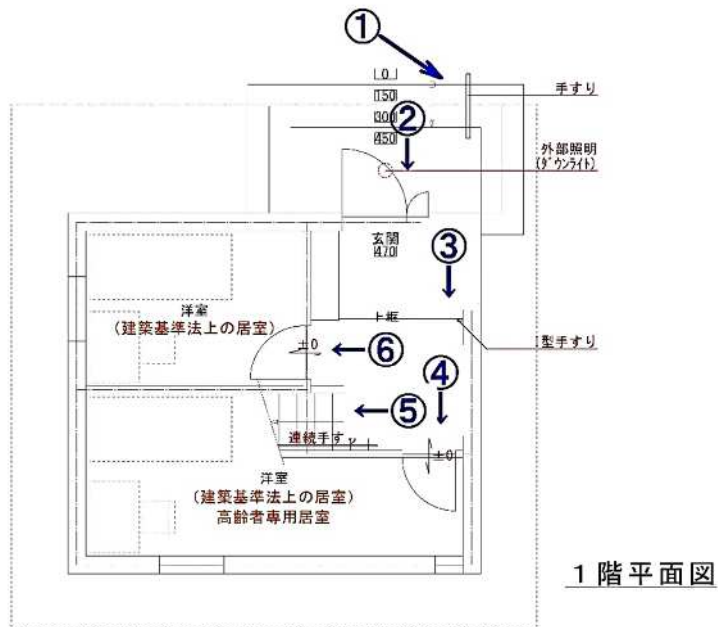 ①
0
手すり
150
300
②
450
外部照明
(ダウンライト)
玄関
470
③
洋室
(建築基準法上の居室)
上框
I型手すり
±0
⑥
④
⑤
連続手すり
±0
洋室
(建築基準法上の居室)
高齢者専用居室
1階平面図